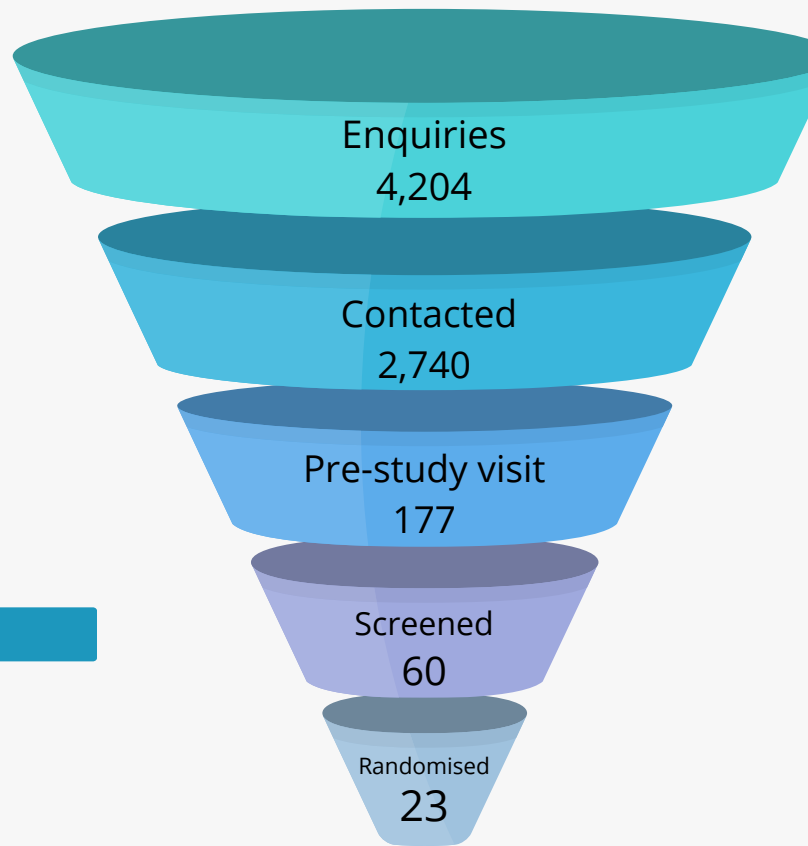 Enquiries
4,204
Contacted
2,740
Pre-study visit
177
Screened
60
Randomised
23